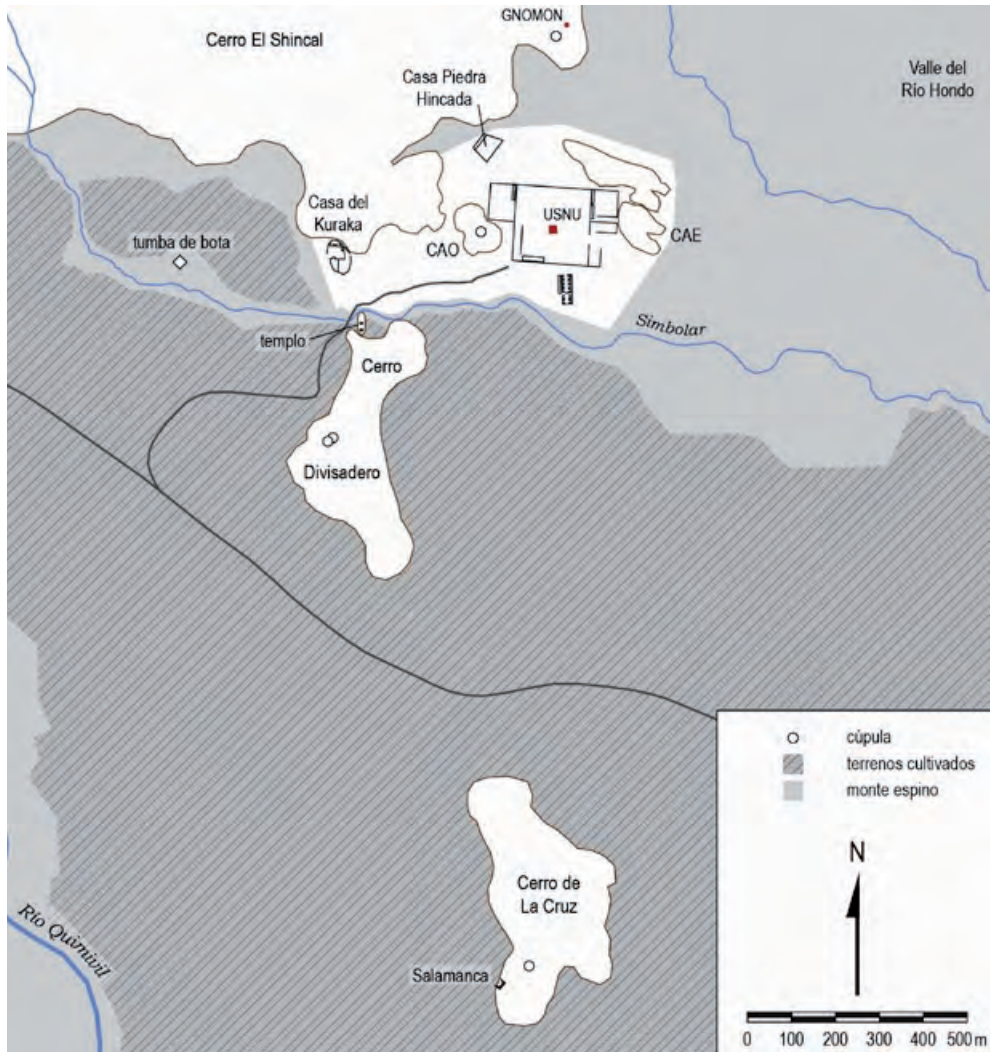 GNOMON
Cerro El Shincal
Casa Piedra
Hincada
Valle del
Río Hondo
Casa del
Kuraka
USNU
CAO
CAE
tumba de bota
Simbolar
templo
Cerro
Divisadero
cúpula
terrenos cultivados
monte espino
N
Cerro de
La Cruz
Río Quimivil
Salamanca
0 100 200 300 400 500 m